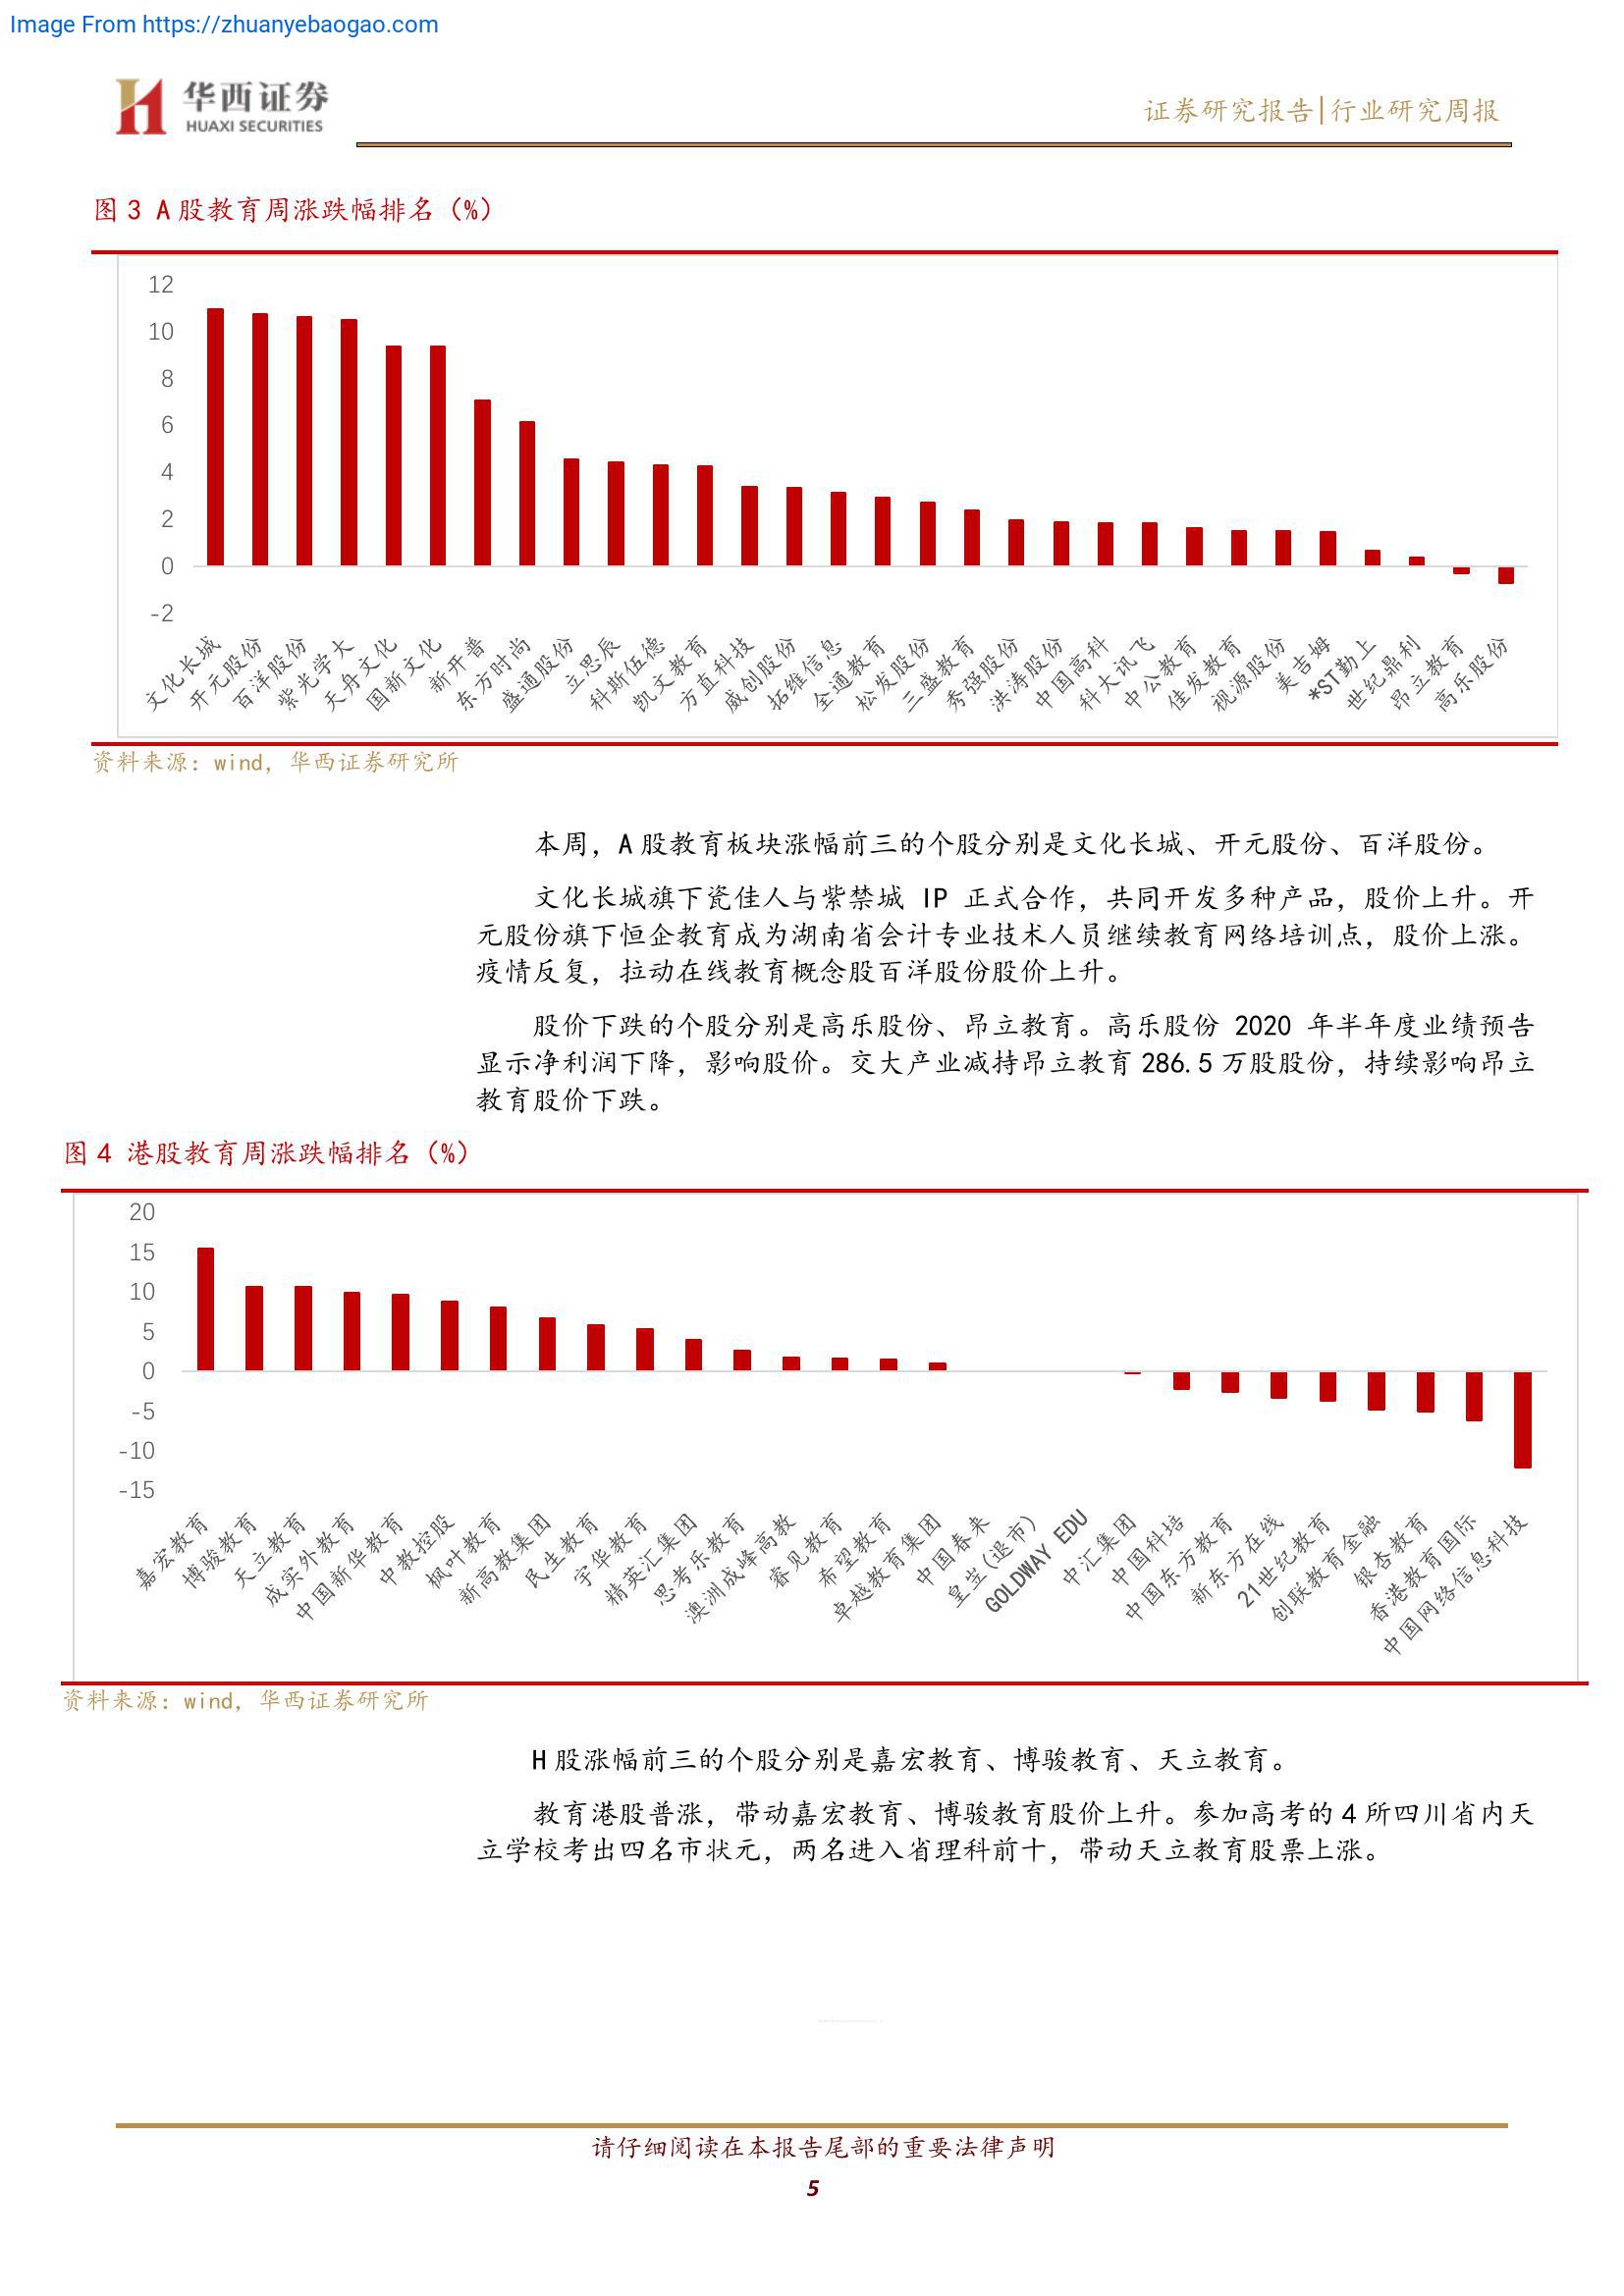 Image From https://zhuanyebaogao.com
华西证券
HUAXI SECURITIES
证券研究报告|行业研究周报
图 3 A 股教育周涨跌幅排名（%）
12
10
8
6
4
2
0
-2
文化长城
开元股份
百洋股份
紫光学大
天舟文化
国新文化
新开普
东方时尚
盛通股份
立思辰
科斯伍德
凯文教育
方直科技
威创股份
拓维信息
全通教育
松发股份
三盛教育
秀强股份
洪涛股份
中国高科
科大讯飞
中公教育
佳发教育
视源股份
美吉姆
*ST勤上
世纪鼎利
昂立教育
高乐股份
资料来源：wind，华西证券研究所
本周，A 股教育板块涨幅前三的个股分别是文化长城、开元股份、百洋股份。
文化长城旗下瓷佳人与紫禁城 IP 正式合作，共同开发多种产品，股价上升。开
元股份旗下恒企教育成为湖南省会计专业技术人员继续教育网络培训点，股价上涨。
疫情反复，拉动在线教育概念股百洋股份股价上升。
股价下跌的个股分别是高乐股份、昂立教育。高乐股份 2020 年半年度业绩预告
显示净利润下降，影响股价。交大产业减持昂立教育 286.5 万股股份，持续影响昂立
教育股价下跌。
图 4 港股教育周涨跌幅排名（%）
20
15
10
5
0
-5
-10
-15
嘉宏教育
博骏教育
天立教育
成实外教育
中国新华教育
中教控股
枫叶教育
新高教集团
民生教育
宇华教育
精英汇集团
思考乐教育
澳洲成峰高教
睿见教育
希望教育
卓越教育集团
中国春来
皇岦(退市)
GOLDWAY EDU
中汇集团
中国科培
中国东方教育
新东方在线
21世纪教育
创联教育金融
银杏教育
香港教育国际
中国网络信息科技
资料来源：wind，华西证券研究所
H 股涨幅前三的个股分别是嘉宏教育、博骏教育、天立教育。
教育港股普涨，带动嘉宏教育、博骏教育股价上升。参加高考的 4 所四川省内天
立学校考出四名市状元，两名进入省理科前十，带动天立教育股票上涨。
请仔细阅读在本报告尾部的重要法律声明
5